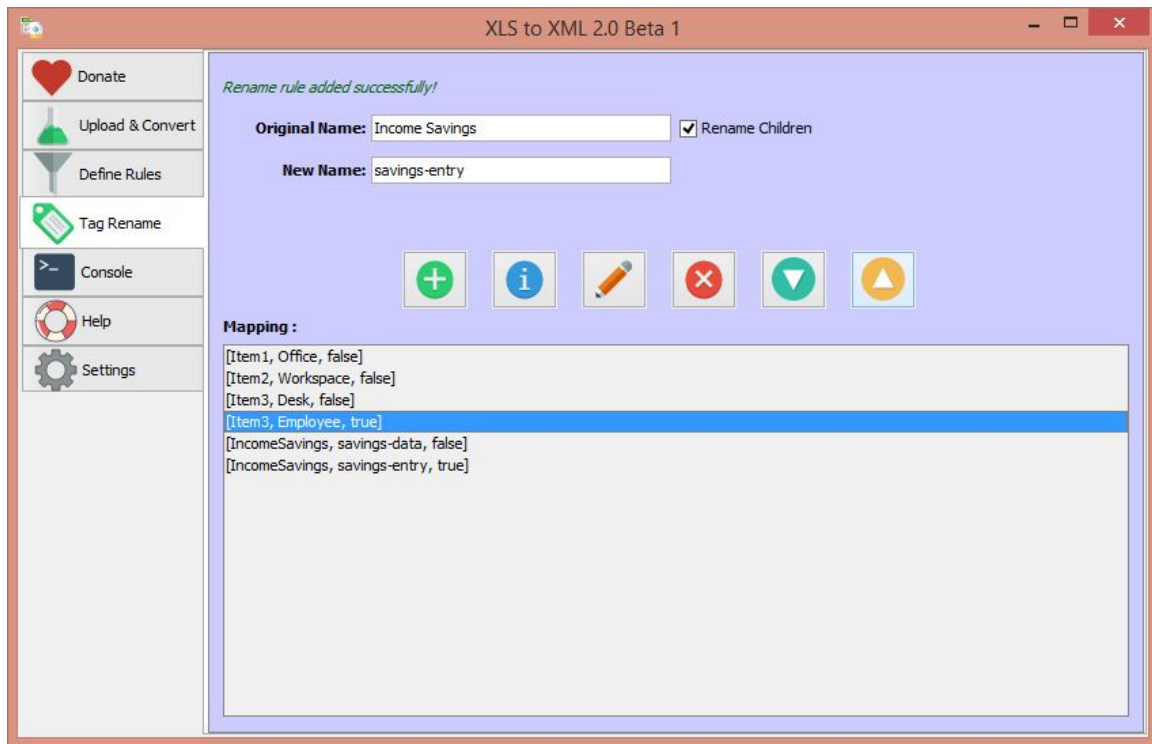 XLS to XML 2.0 Beta 1
Donate
Upload & Convert
Define Rules
Tag Rename
Console
Help
Settings
Rename rule added successfully!
Original Name: Income Savings Rename Children
New Name: savings-entry
Mapping :
[Item1, Office, false]
[Item2, Workspace, false]
[Item3, Desk, false]
[Item3, Employee, true]
[IncomeSavings, savings-data, false]
[IncomeSavings, savings-entry, true]